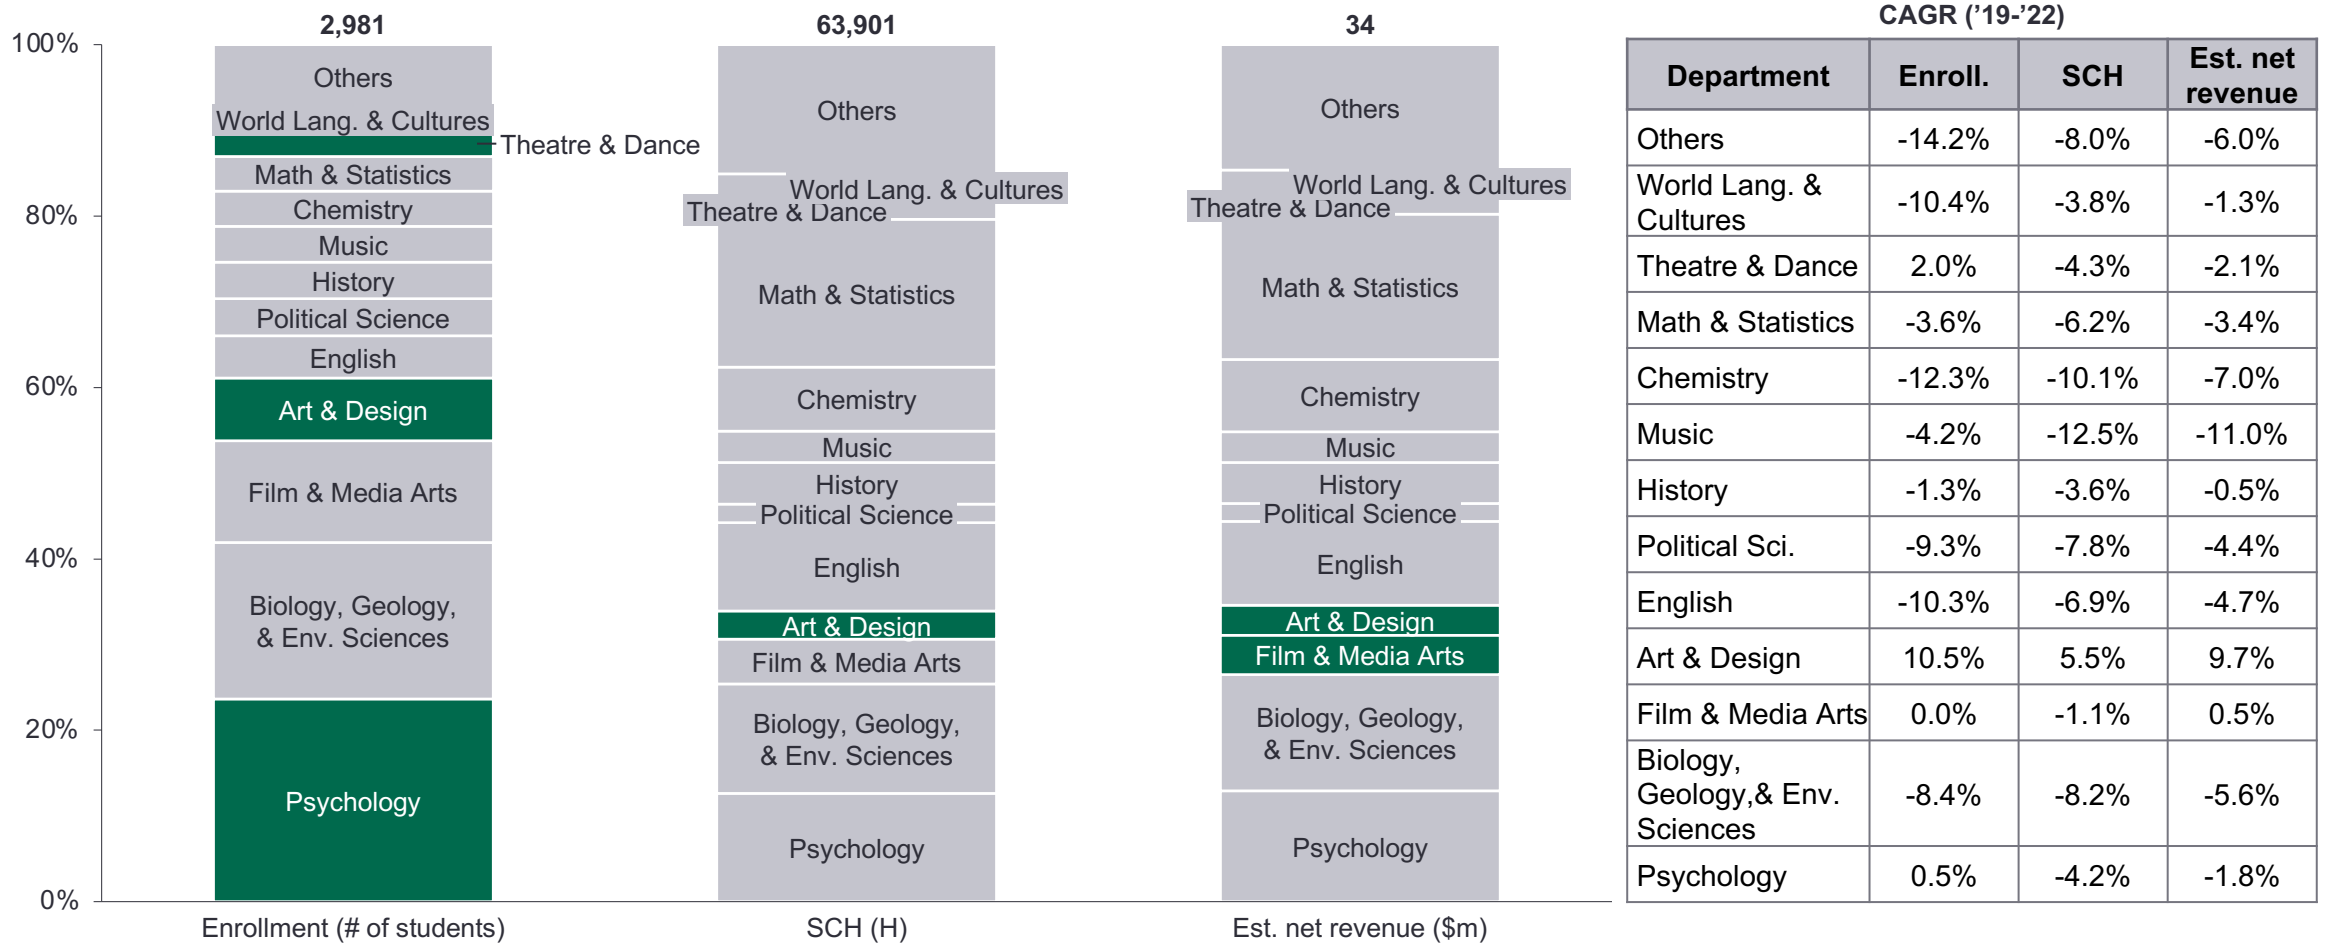 CAGR (’19-’22)
2,981
63,901
34
100%
80%
60%
40%
20%
0%
Others
World Lang. & Cultures
Theatre & Dance
Math & Statistics
Chemistry
Music
History
Political Science
English
Art & Design
Film & Media Arts
Biology, Geology,
& Env. Sciences
Psychology
Enrollment (# of students)
Others
World Lang. & Cultures
Theatre & Dance
Math & Statistics
Chemistry
Music
History
Political Science
English
Art & Design
Film & Media Arts
Biology, Geology,
& Env. Sciences
Psychology
SCH (H)
Others
World Lang. & Cultures
Theatre & Dance
Math & Statistics
Chemistry
Music
History
Political Science
English
Art & Design
Film & Media Arts
Biology, Geology,
& Env. Sciences
Psychology
Est. net revenue ($m)
Department Enroll. SCH Est. net
revenue
Others -14.2% -8.0% -6.0%
World Lang. &
Cultures -10.4% -3.8% -1.3%
Theatre & Dance 2.0% -4.3% -2.1%
Math & Statistics -3.6% -6.2% -3.4%
Chemistry -12.3% -10.1% -7.0%
Music -4.2% -12.5% -11.0%
History -1.3% -3.6% -0.5%
Political Sci. -9.3% -7.8% -4.4%
English -10.3% -6.9% -4.7%
Art & Design 10.5% 5.5% 9.7%
Film & Media Arts 0.0% -1.1% 0.5%
Biology,
Geology,& Env. -8.4% -8.2% -5.6%
Sciences
Psychology 0.5% -4.2% -1.8%